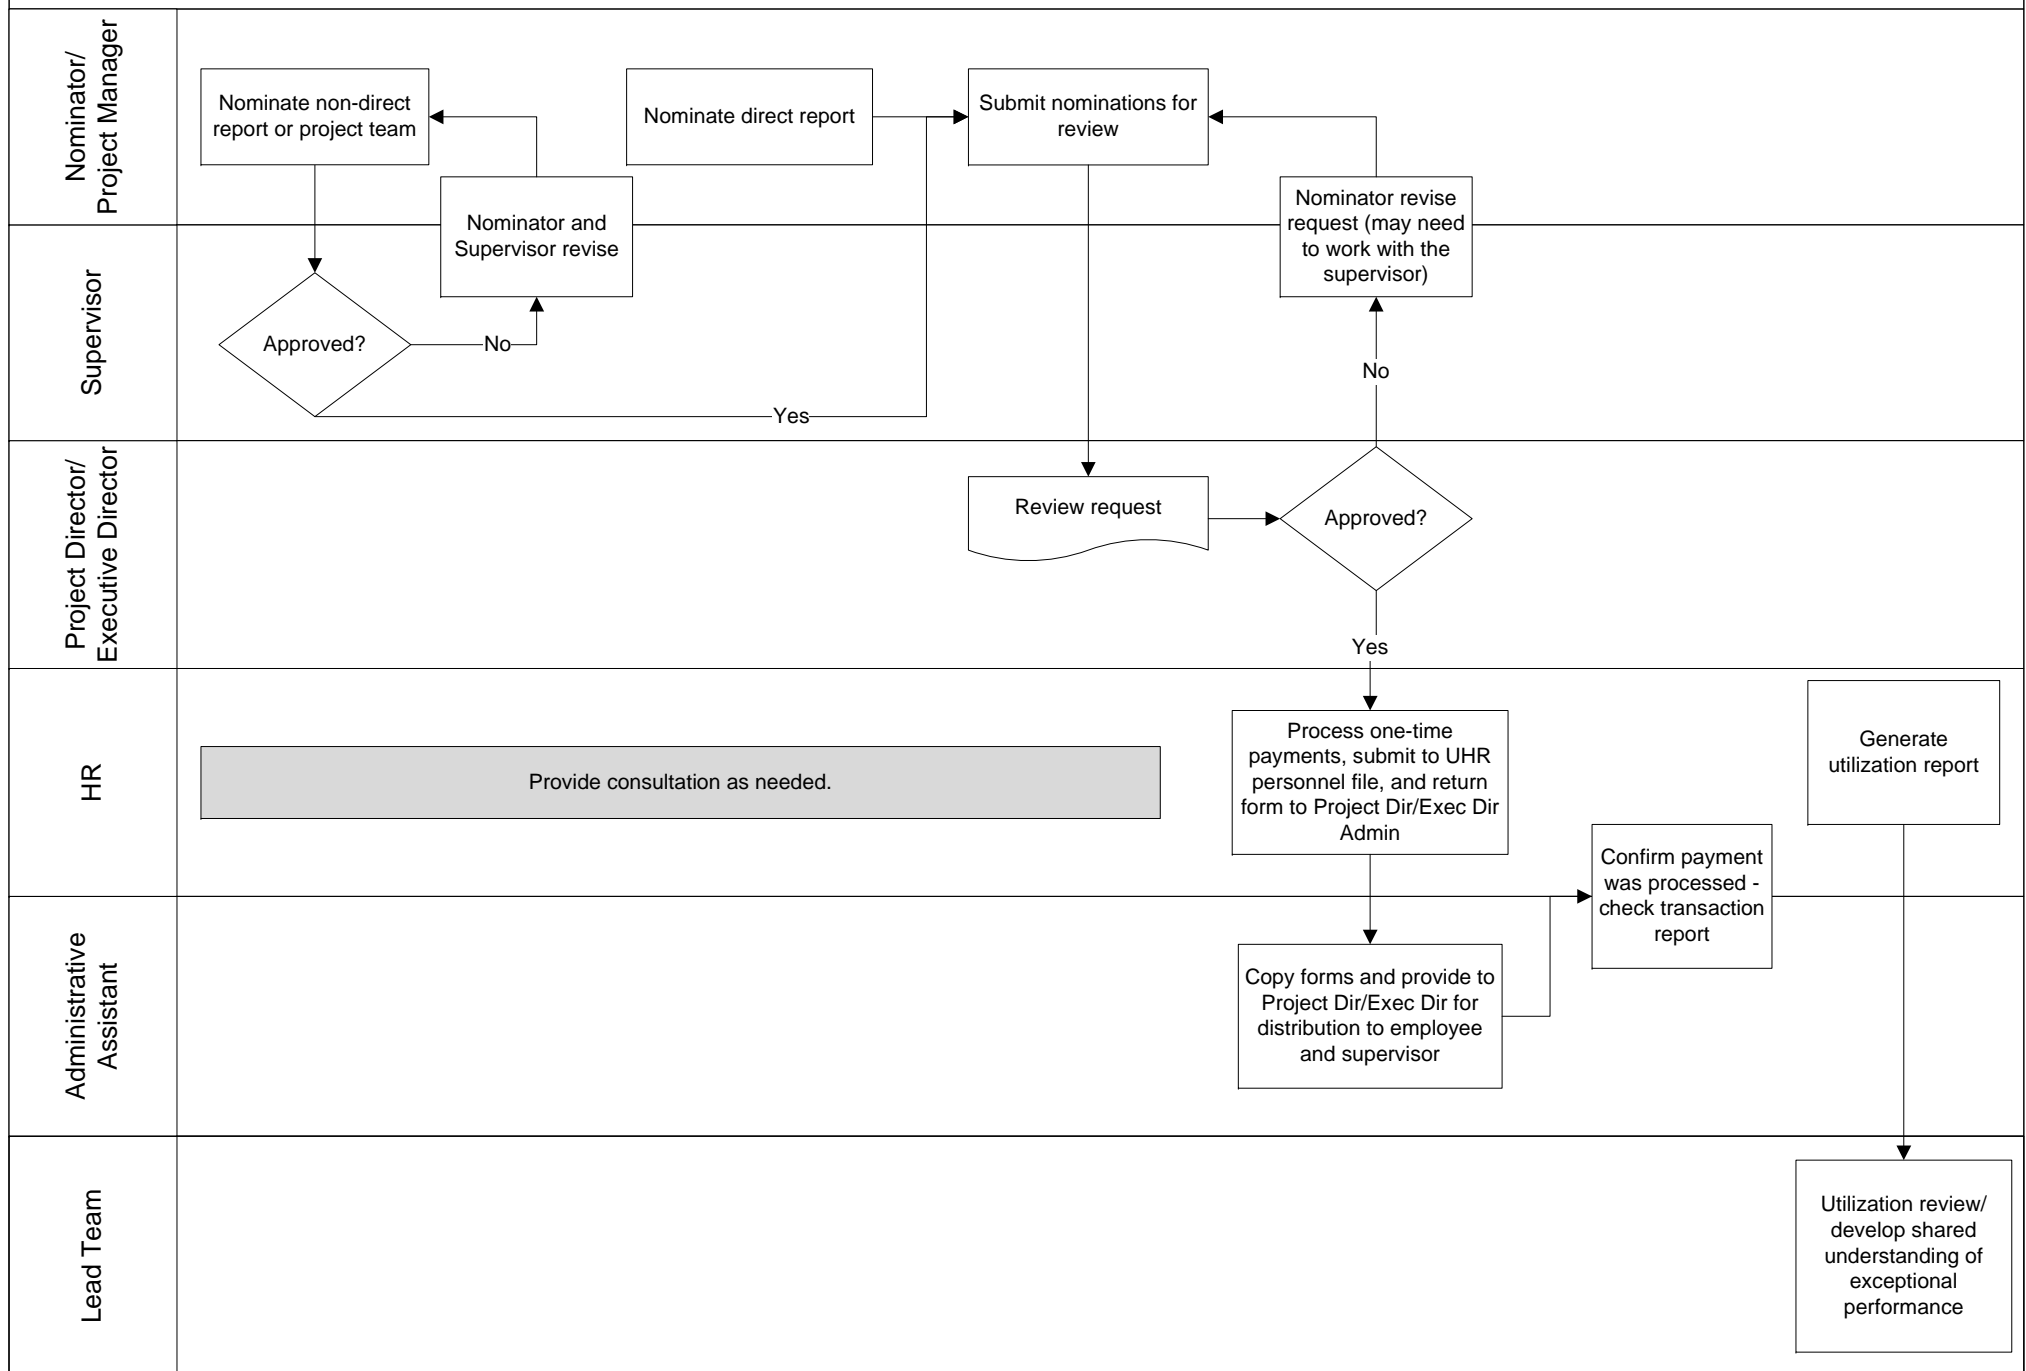 Nominator/
Project Manager
Nominate non-direct
report or project team
Nominate direct report
Submit nominations for
review
Nominator and
Supervisor revise
Nominator revise
request (may need
to work with the
supervisor)
Supervisor
Approved?
No
Yes
No
Project Director/
Executive Director
Review request
Approved?
Yes
HR
Provide consultation as needed.
Process one-time
payments, submit to UHR
personnel file, and return
form to Project Dir/Exec Dir
Admin
Generate
utilization report
Confirm payment
was processed -
check transaction
report
Administrative
Assistant
Copy forms and provide to
Project Dir/Exec Dir for
distribution to employee
and supervisor
Lead Team
Utilization review/
develop shared
understanding of
exceptional
performance